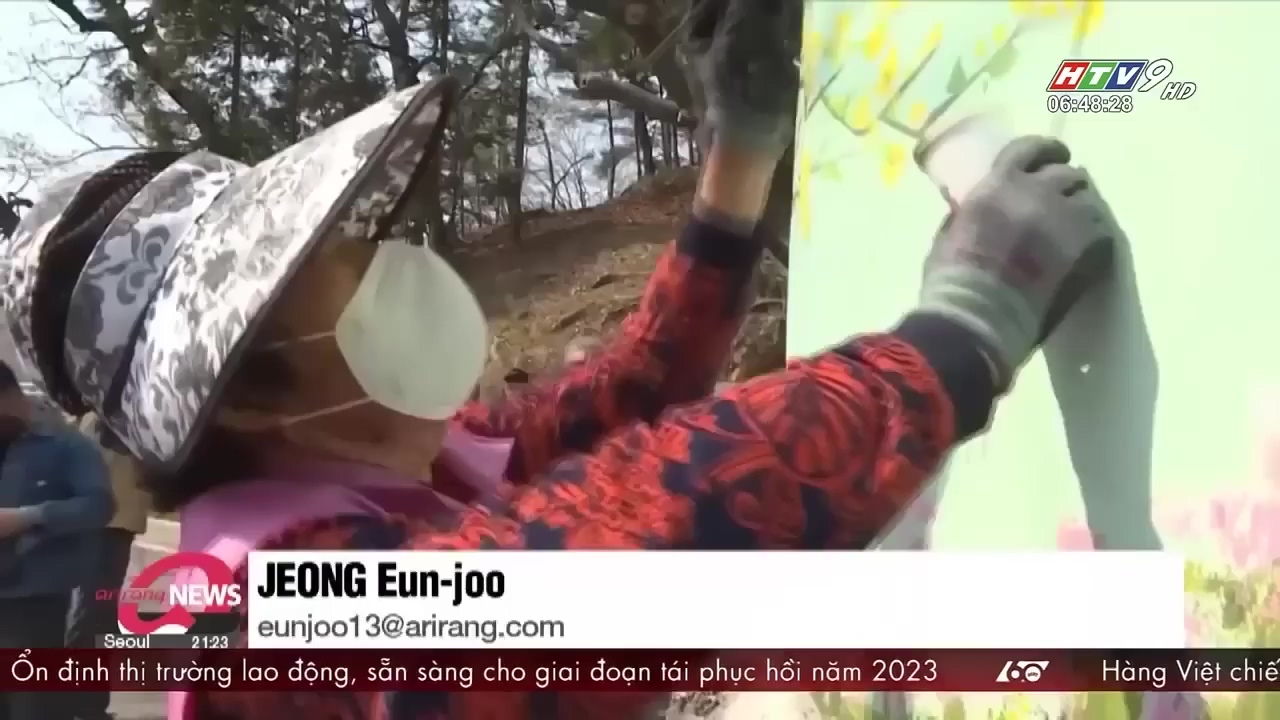 HTV9 HD
06:48:28
JEONG Eun-joo
arirang NEWS
eunjoo13@arirang.com
Seoul 21:23
Ổn định thị trường lao động, sẵn sàng cho giai đoạn tái phục hồi năm 2023
60 Hàng Việt chiế